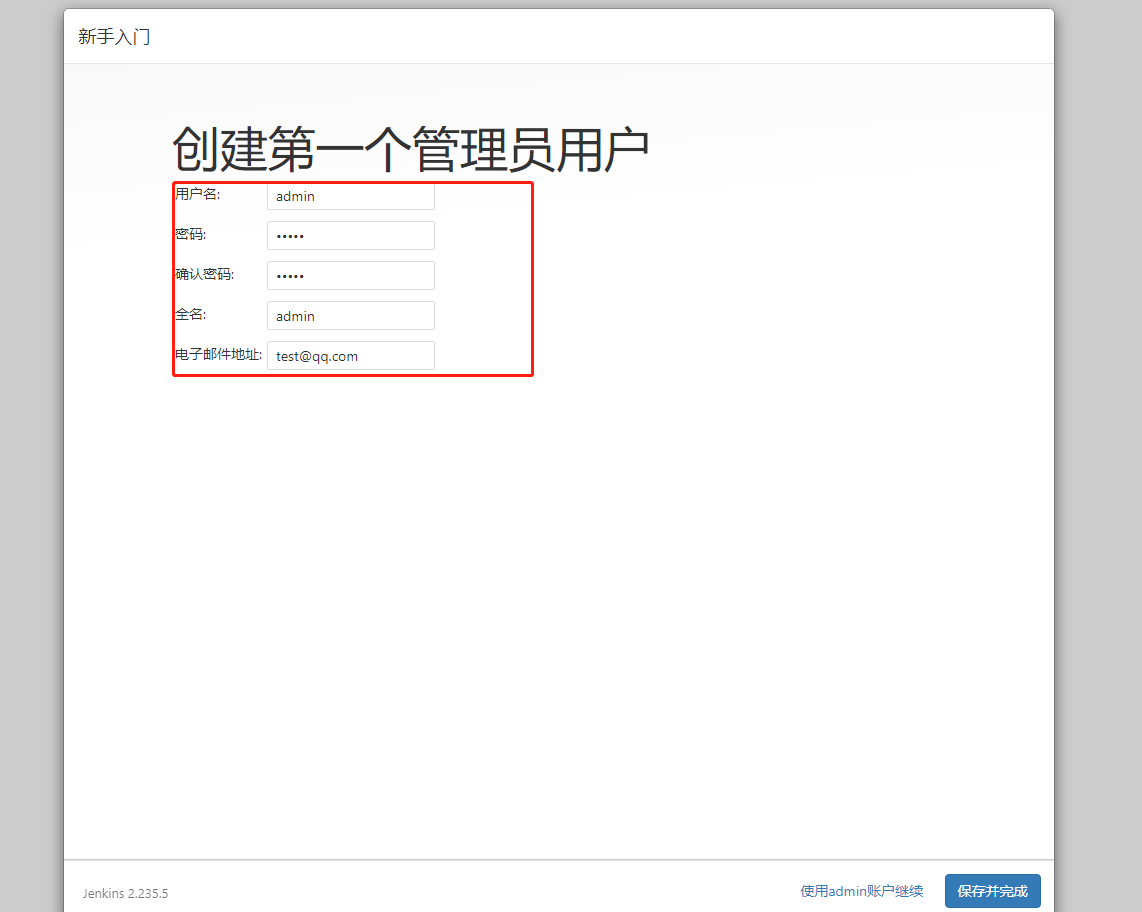 新手入门
创建第一个管理员用户
用户名: admin
密码: •••••
确认密码: •••••
全名: admin
电子邮件地址: test@qq.com
Jenkins 2.235.5 使用admin账户继续 保存并完成